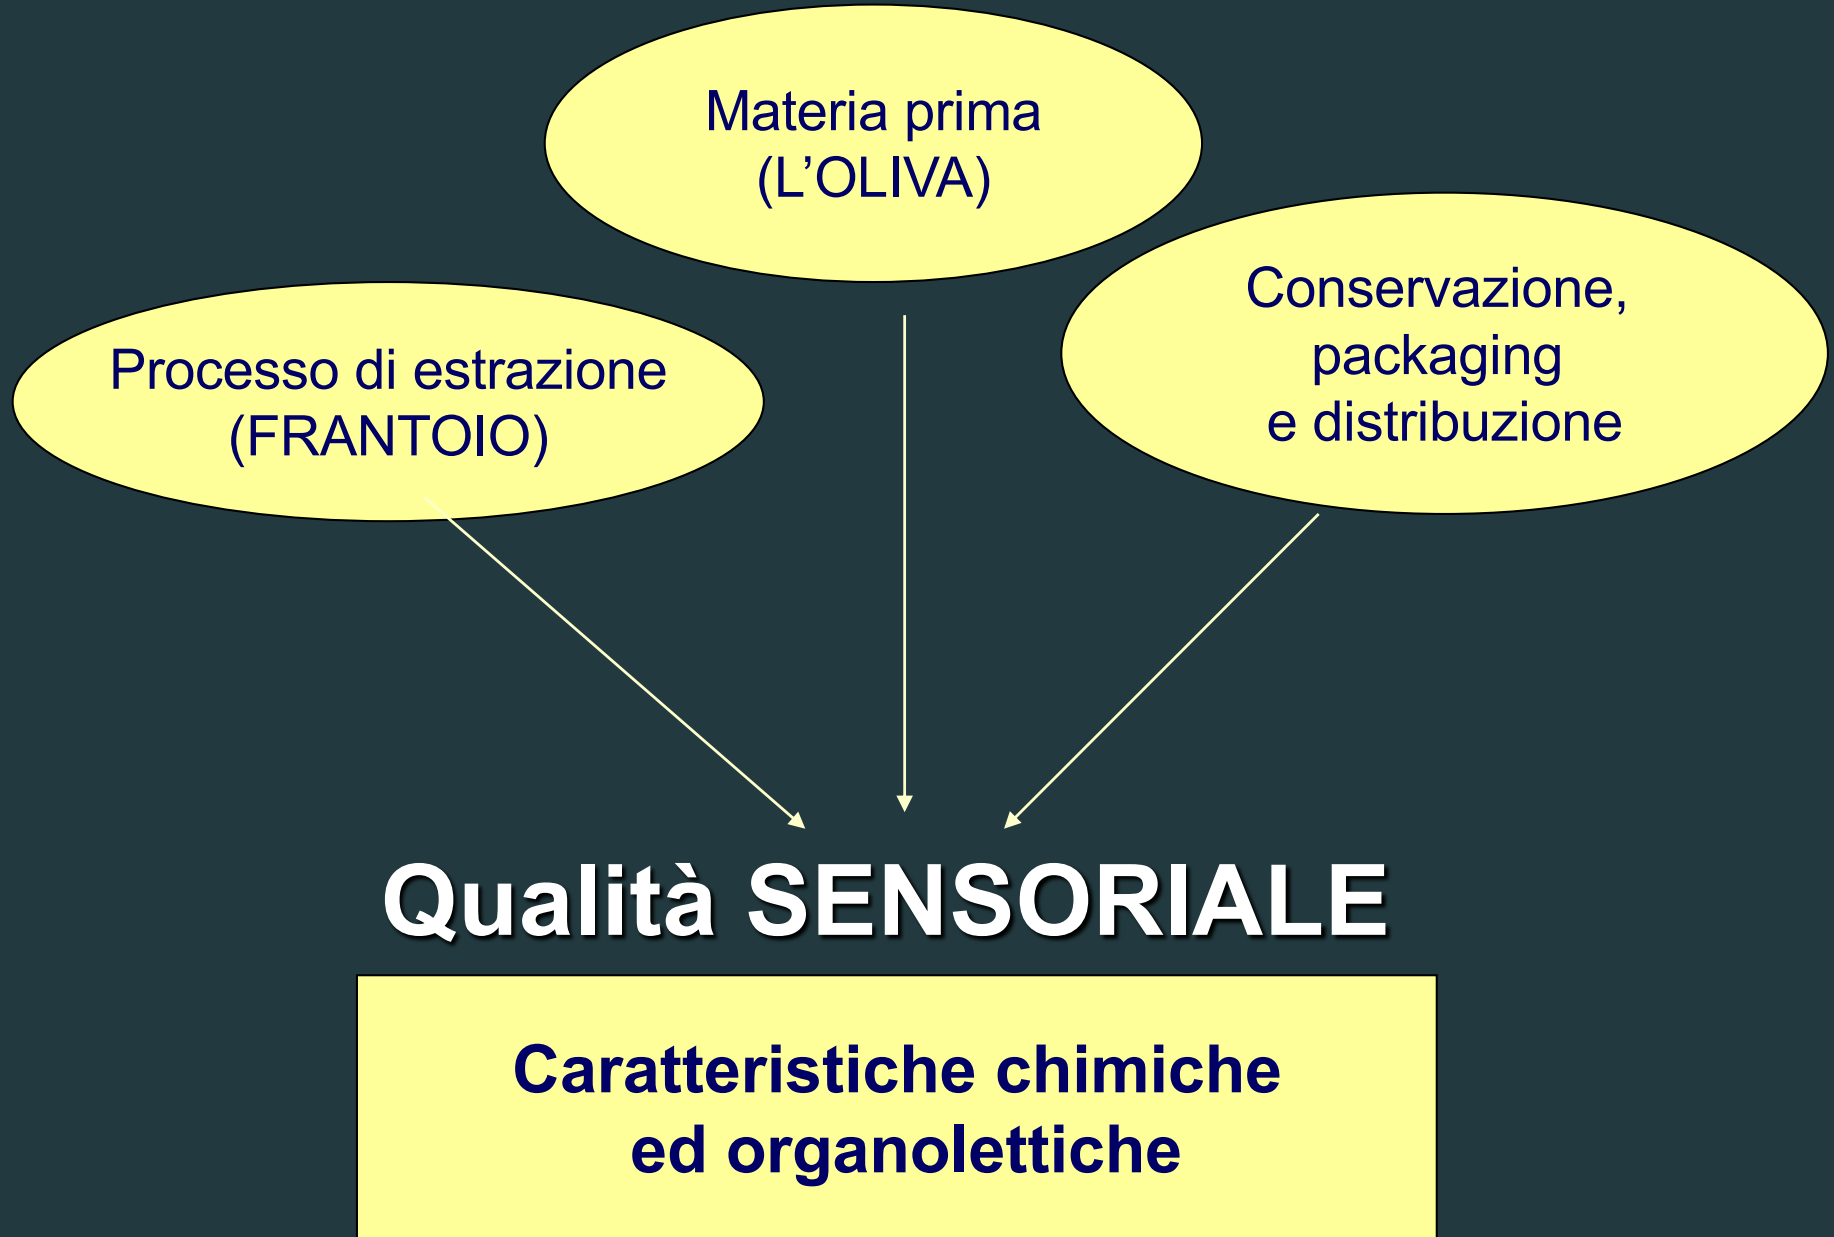 Materia prima
(L’OLIVA)
Processo di estrazione
(FRANTOIO)
Conservazione,
packaging
e distribuzione
Qualità SENSORIALE
Caratteristiche chimiche
ed organolettiche